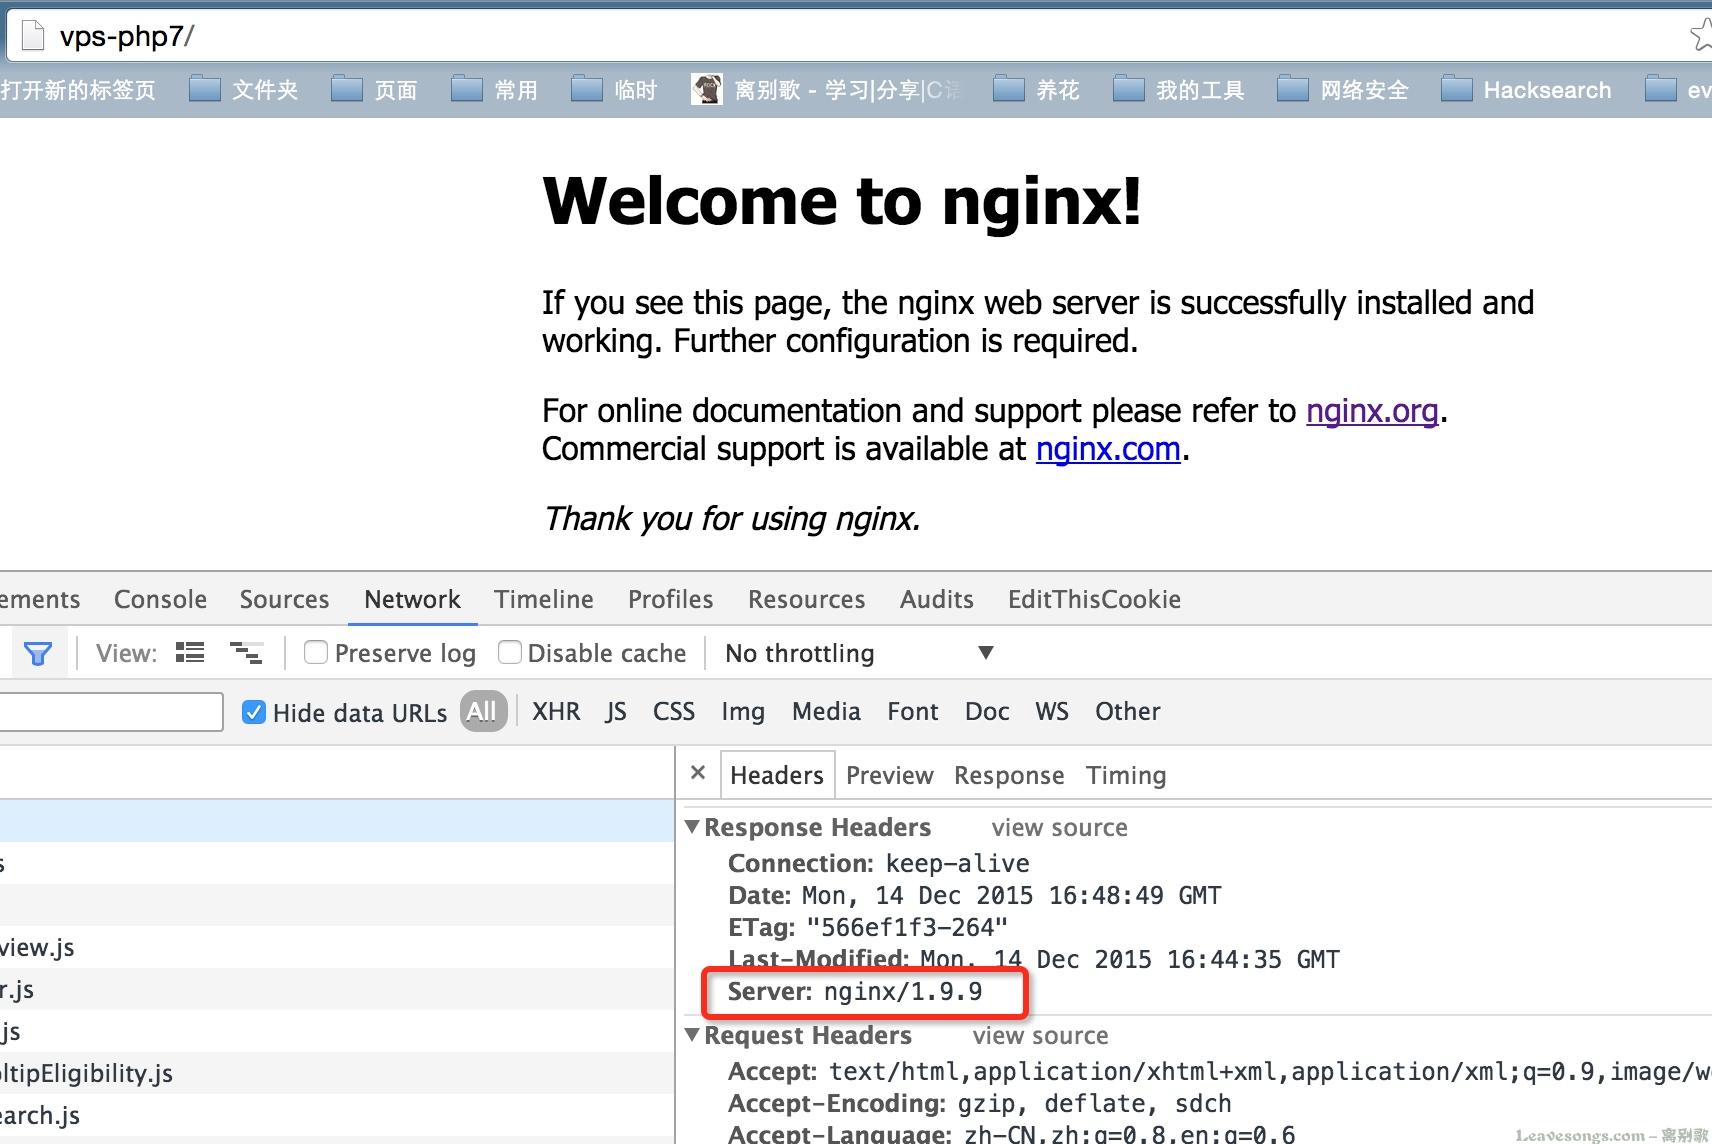 vps-php7/
打开新的标签页 文件夹 页面 常用 临时 离别歌 - 学习|分享|C语 养花 我的工具 网络安全 Hacksearch ev
Welcome to nginx!
If you see this page, the nginx web server is successfully installed and
working. Further configuration is required.
For online documentation and support please refer to nginx.org.
Commercial support is available at nginx.com.
Thank you for using nginx.
ements Console Sources Network Timeline Profiles Resources Audits EditThisCookie
View: Preserve log Disable cache No throttling ▼
Hide data URLs All XHR JS CSS Img Media Font Doc WS Other
× Headers Preview Response Timing
▼Response Headers view source
Connection: keep-alive
Date: Mon, 14 Dec 2015 16:48:49 GMT
ETag: "566ef1f3-264"
Last-Modified: Mon, 14 Dec 2015 16:44:35 GMT
Server: nginx/1.9.9
▼Request Headers view source
Accept: text/html,application/xhtml+xml,application/xml;q=0.9,image/w
Accept-Encoding: gzip, deflate, sdch
Accept-Language: zh-CN,zh;q=0.8,en;q=0.6
s
view.js
r.js
js
oltipEligibility.js
earch.js
Leavesongs.com - 离别歌